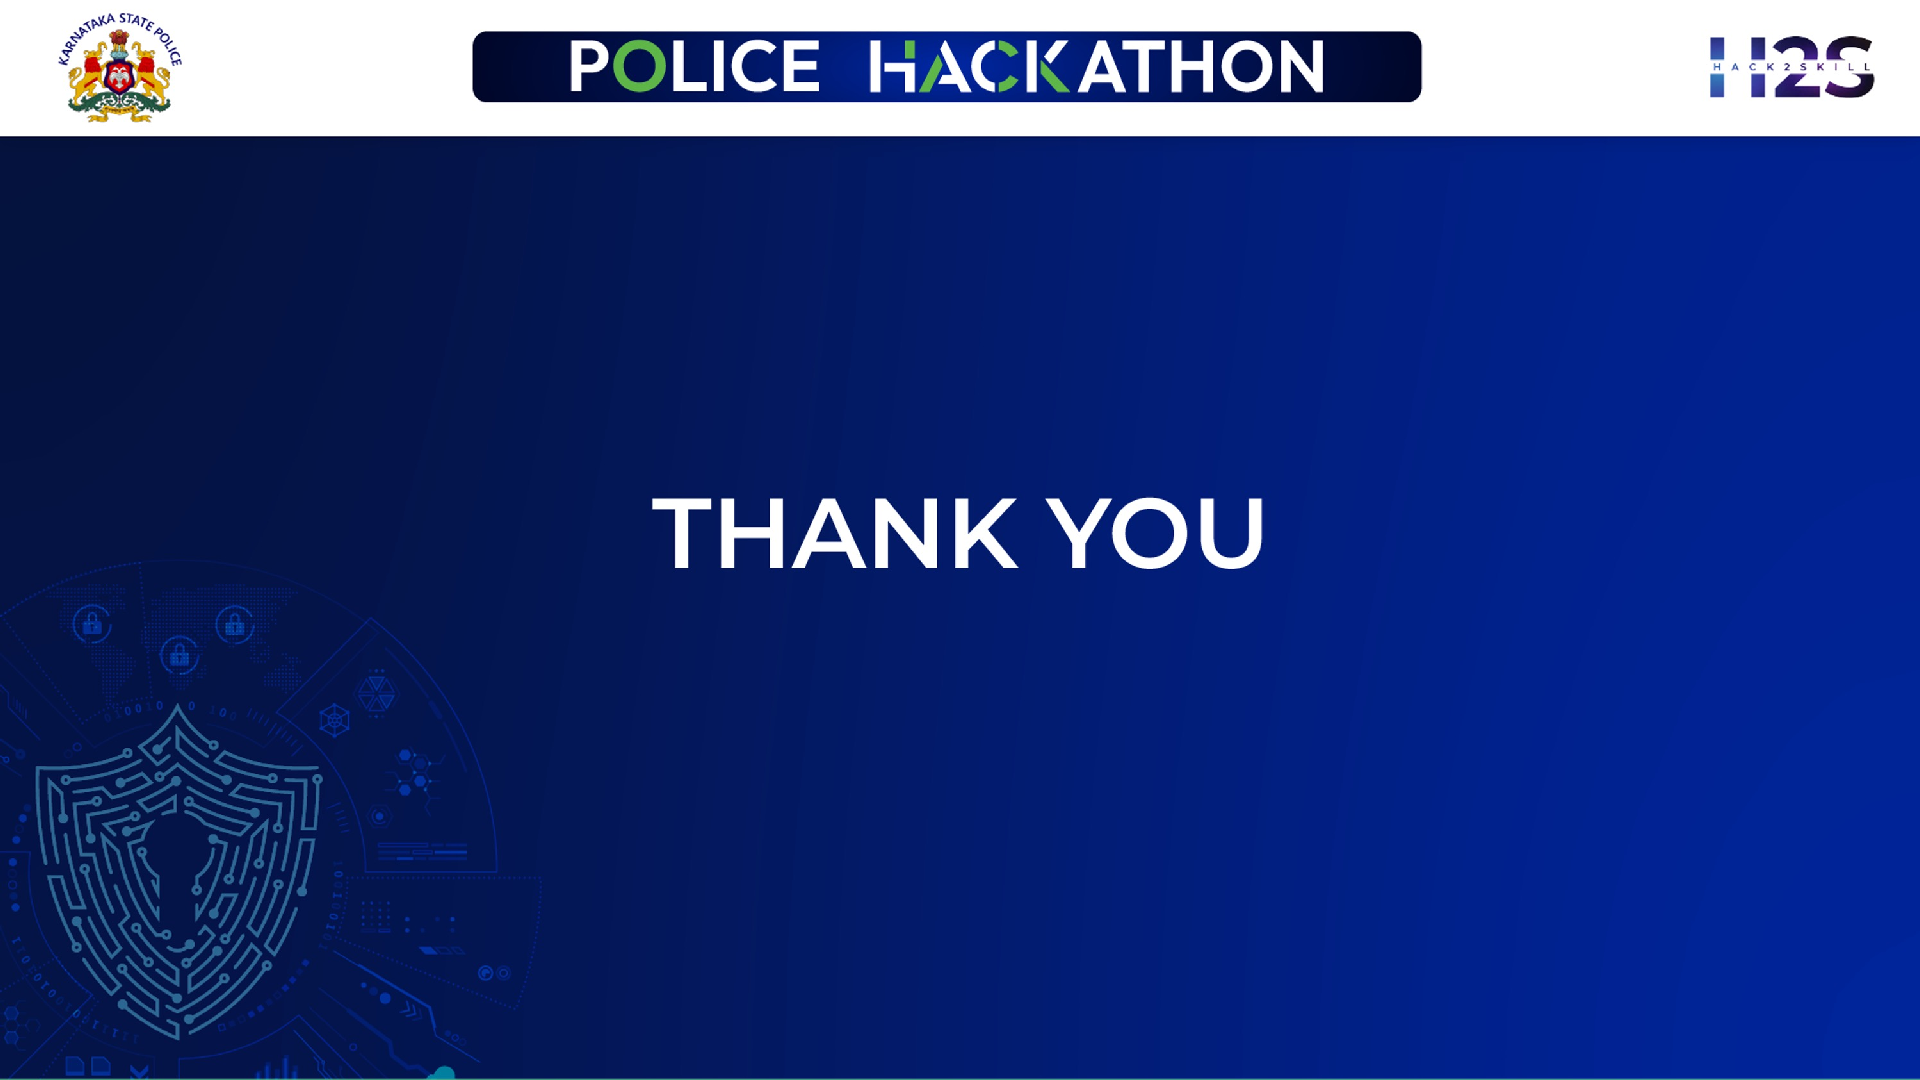 KARNATAKA STATE POLICE
POLICE HACKATHON
H2S
HACK2SKILL
THANK YOU